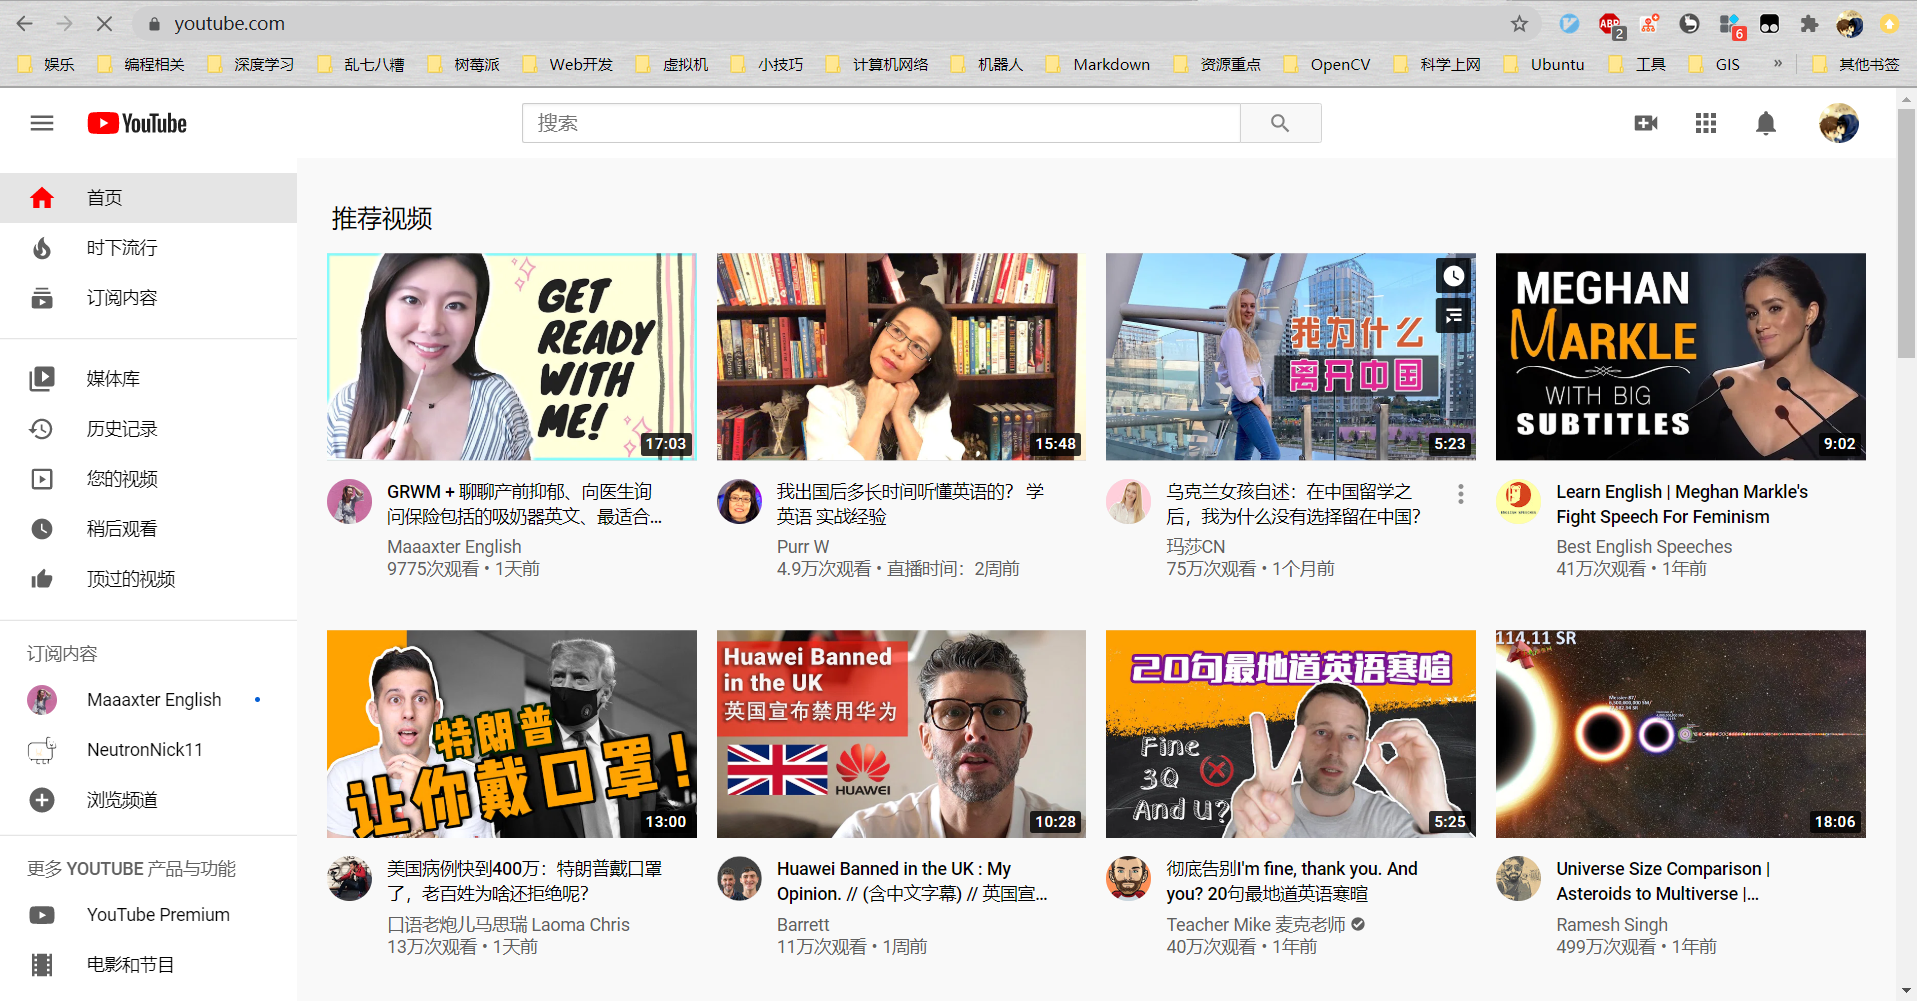 youtube.com
ABP
2
6
娱乐
编程相关
深度学习
乱七八糟
树莓派
Web开发
虚拟机
小技巧
计算机网络
机器人
Markdown
资源重点
OpenCV
科学上网
Ubuntu
工具
GIS
»
其他书签
YouTube
搜索
首页
时下流行
订阅内容
媒体库
历史记录
您的视频
稍后观看
顶过的视频
订阅内容
Maaaxter English
NeutronNick11
浏览频道
更多 YOUTUBE 产品与功能
YouTube Premium
电影和节目
推荐视频
GET
READY
WITH
ME!
17:03
GRWM + 聊聊产前抑郁、向医生询
问保险包括的吸奶器英文、最适合...
Maaaxter English
9775次观看 • 1天前
15:48
我出国后多长时间听懂英语的? 学
英语 实战经验
Purr W
4.9万次观看 • 直播时间：2周前
我为什么
离开中国
5:23
乌克兰女孩自述：在中国留学之
后，我为什么没有选择留在中国？
玛莎CN
75万次观看 • 1个月前
MEGHAN
MARKLE
WITH BIG
SUBTITLES
9:02
Learn English | Meghan Markle's
Fight Speech For Feminism
Best English Speeches
41万次观看 • 1年前
特朗普
让你戴口罩！
13:00
美国病例快到400万：特朗普戴口罩
了，老百姓为啥还拒绝呢？
口语老炮儿马思瑞 Laoma Chris
13万次观看 • 1天前
Huawei Banned
in the UK
英国宣布禁用华为
HUAWEI
10:28
Huawei Banned in the UK : My
Opinion. // (含中文字幕) // 英国宣...
Barrett
11万次观看 • 1周前
20句最地道英语寒暄
Fine
3Q
And U?
5:25
彻底告别I'm fine, thank you. And
you? 20句最地道英语寒暄
Teacher Mike 麦克老师
40万次观看 • 1年前
114.11 SR
18:06
Universe Size Comparison |
Asteroids to Multiverse |...
Ramesh Singh
499万次观看 • 1年前